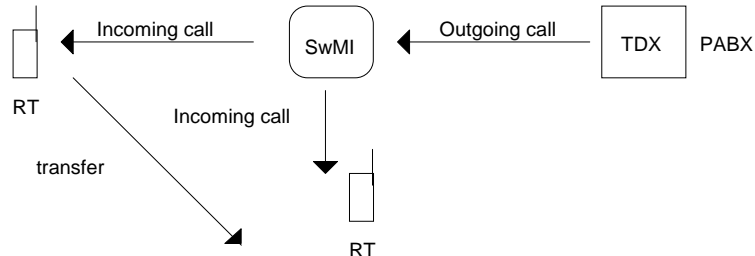 Incoming call
Outgoing call
SwMI
TDX
PABX
RT
Incoming call
transfer
RT